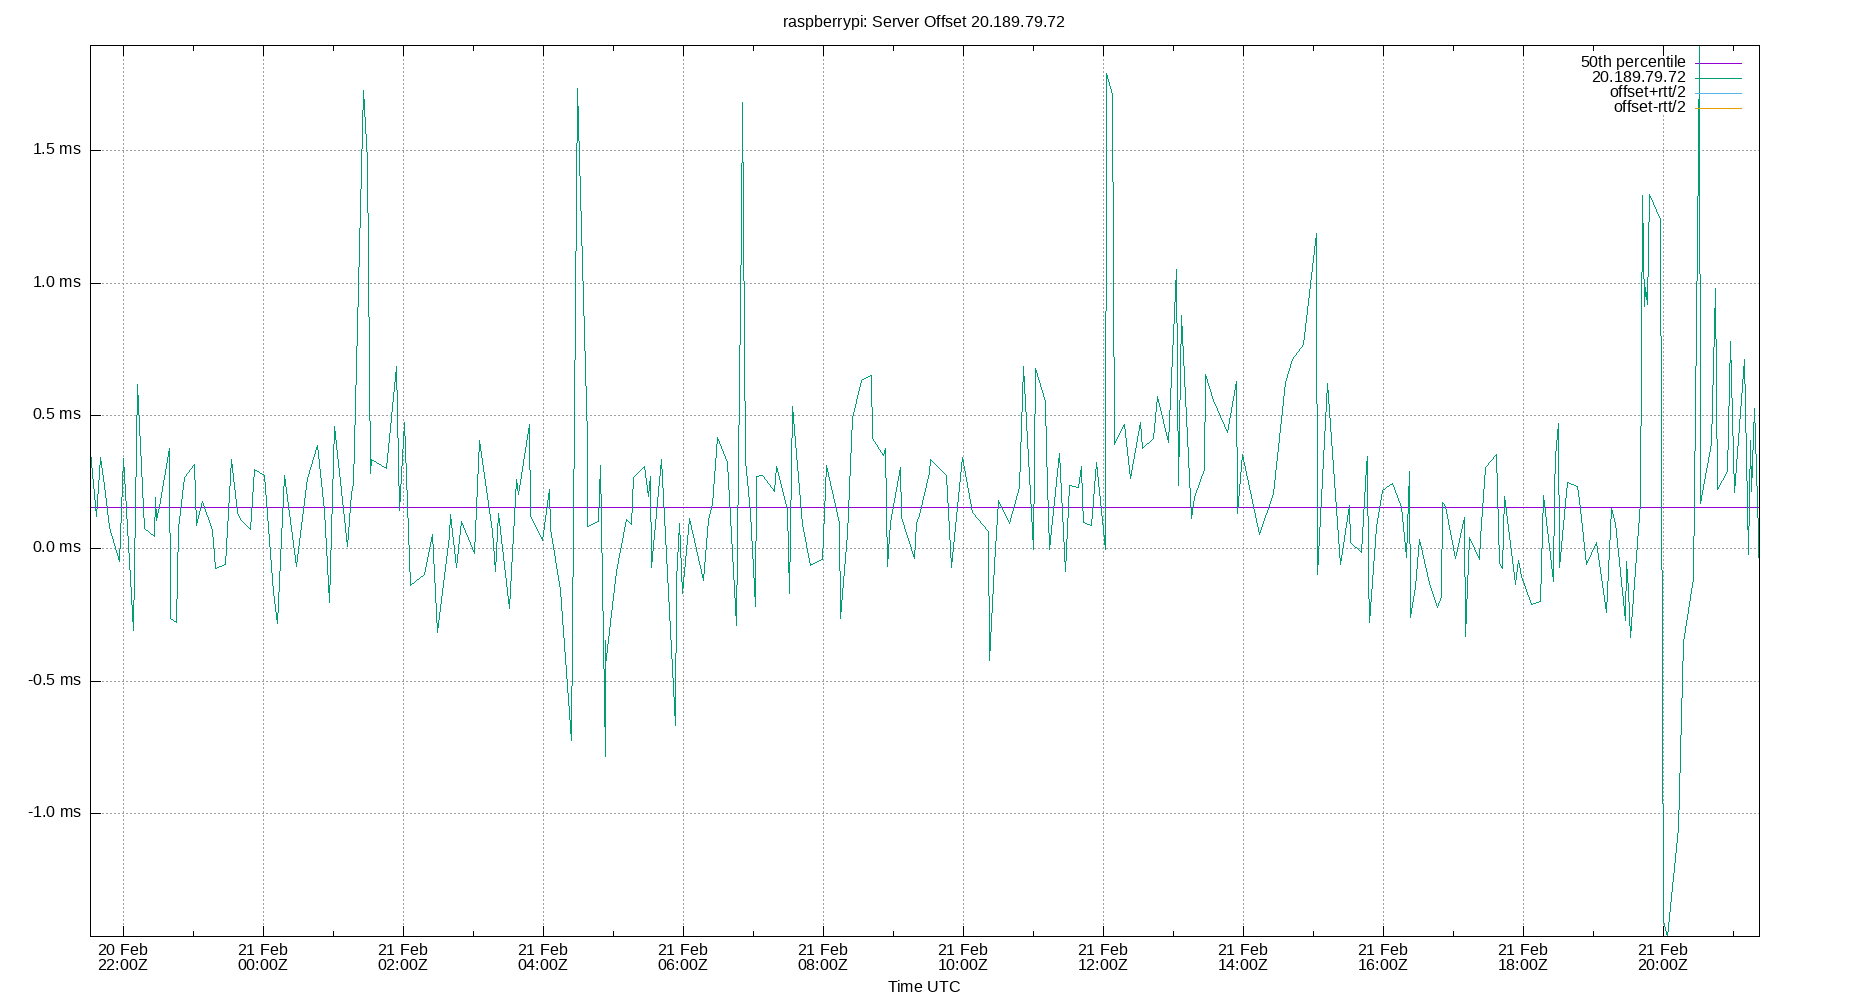 raspberrypi: Server Offset 20.189.79.72
50th percentile
20.189.79.72
offset+rtt/2
offset-rtt/2
1.5 ms
1.0 ms
0.5 ms
0.0 ms
-0.5 ms
-1.0 ms
20 Feb 21 Feb 21 Feb 21 Feb 21 Feb 21 Feb 21 Feb 21 Feb 21 Feb 21 Feb 21 Feb 21 Feb
22:00Z 00:00Z 02:00Z 04:00Z 06:00Z 08:00Z 10:00Z 12:00Z 14:00Z 16:00Z 18:00Z 20:00Z
Time UTC